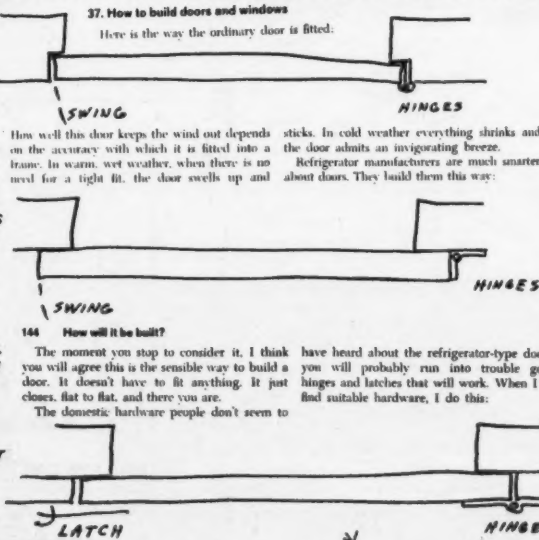 37. How to build doors and windows
Here is the way the ordinary door is fitted:
SWING
HINGES
How well this door keeps the wind out depends
on the accuracy with which it is fitted into a
frame. In warm, wet weather, when there is no
need for a tight fit, the door swells up and
sticks. In cold weather everything shrinks and
the door admits an invigorating breeze.
Refrigerator manufacturers are much smarter
about doors. They build them this way:
SWING
HINGES
144 How will it be built?
The moment you stop to consider it, I think
you will agree this is the sensible way to build a
door. It doesn't have to fit anything. It just
closes, flat to flat, and there you are.
The domestic hardware people don't seem to
have heard about the refrigerator-type doo
you will probably run into trouble ge
hinges and latches that will work. When I
find suitable hardware, I do this:
LATCH
HINGE